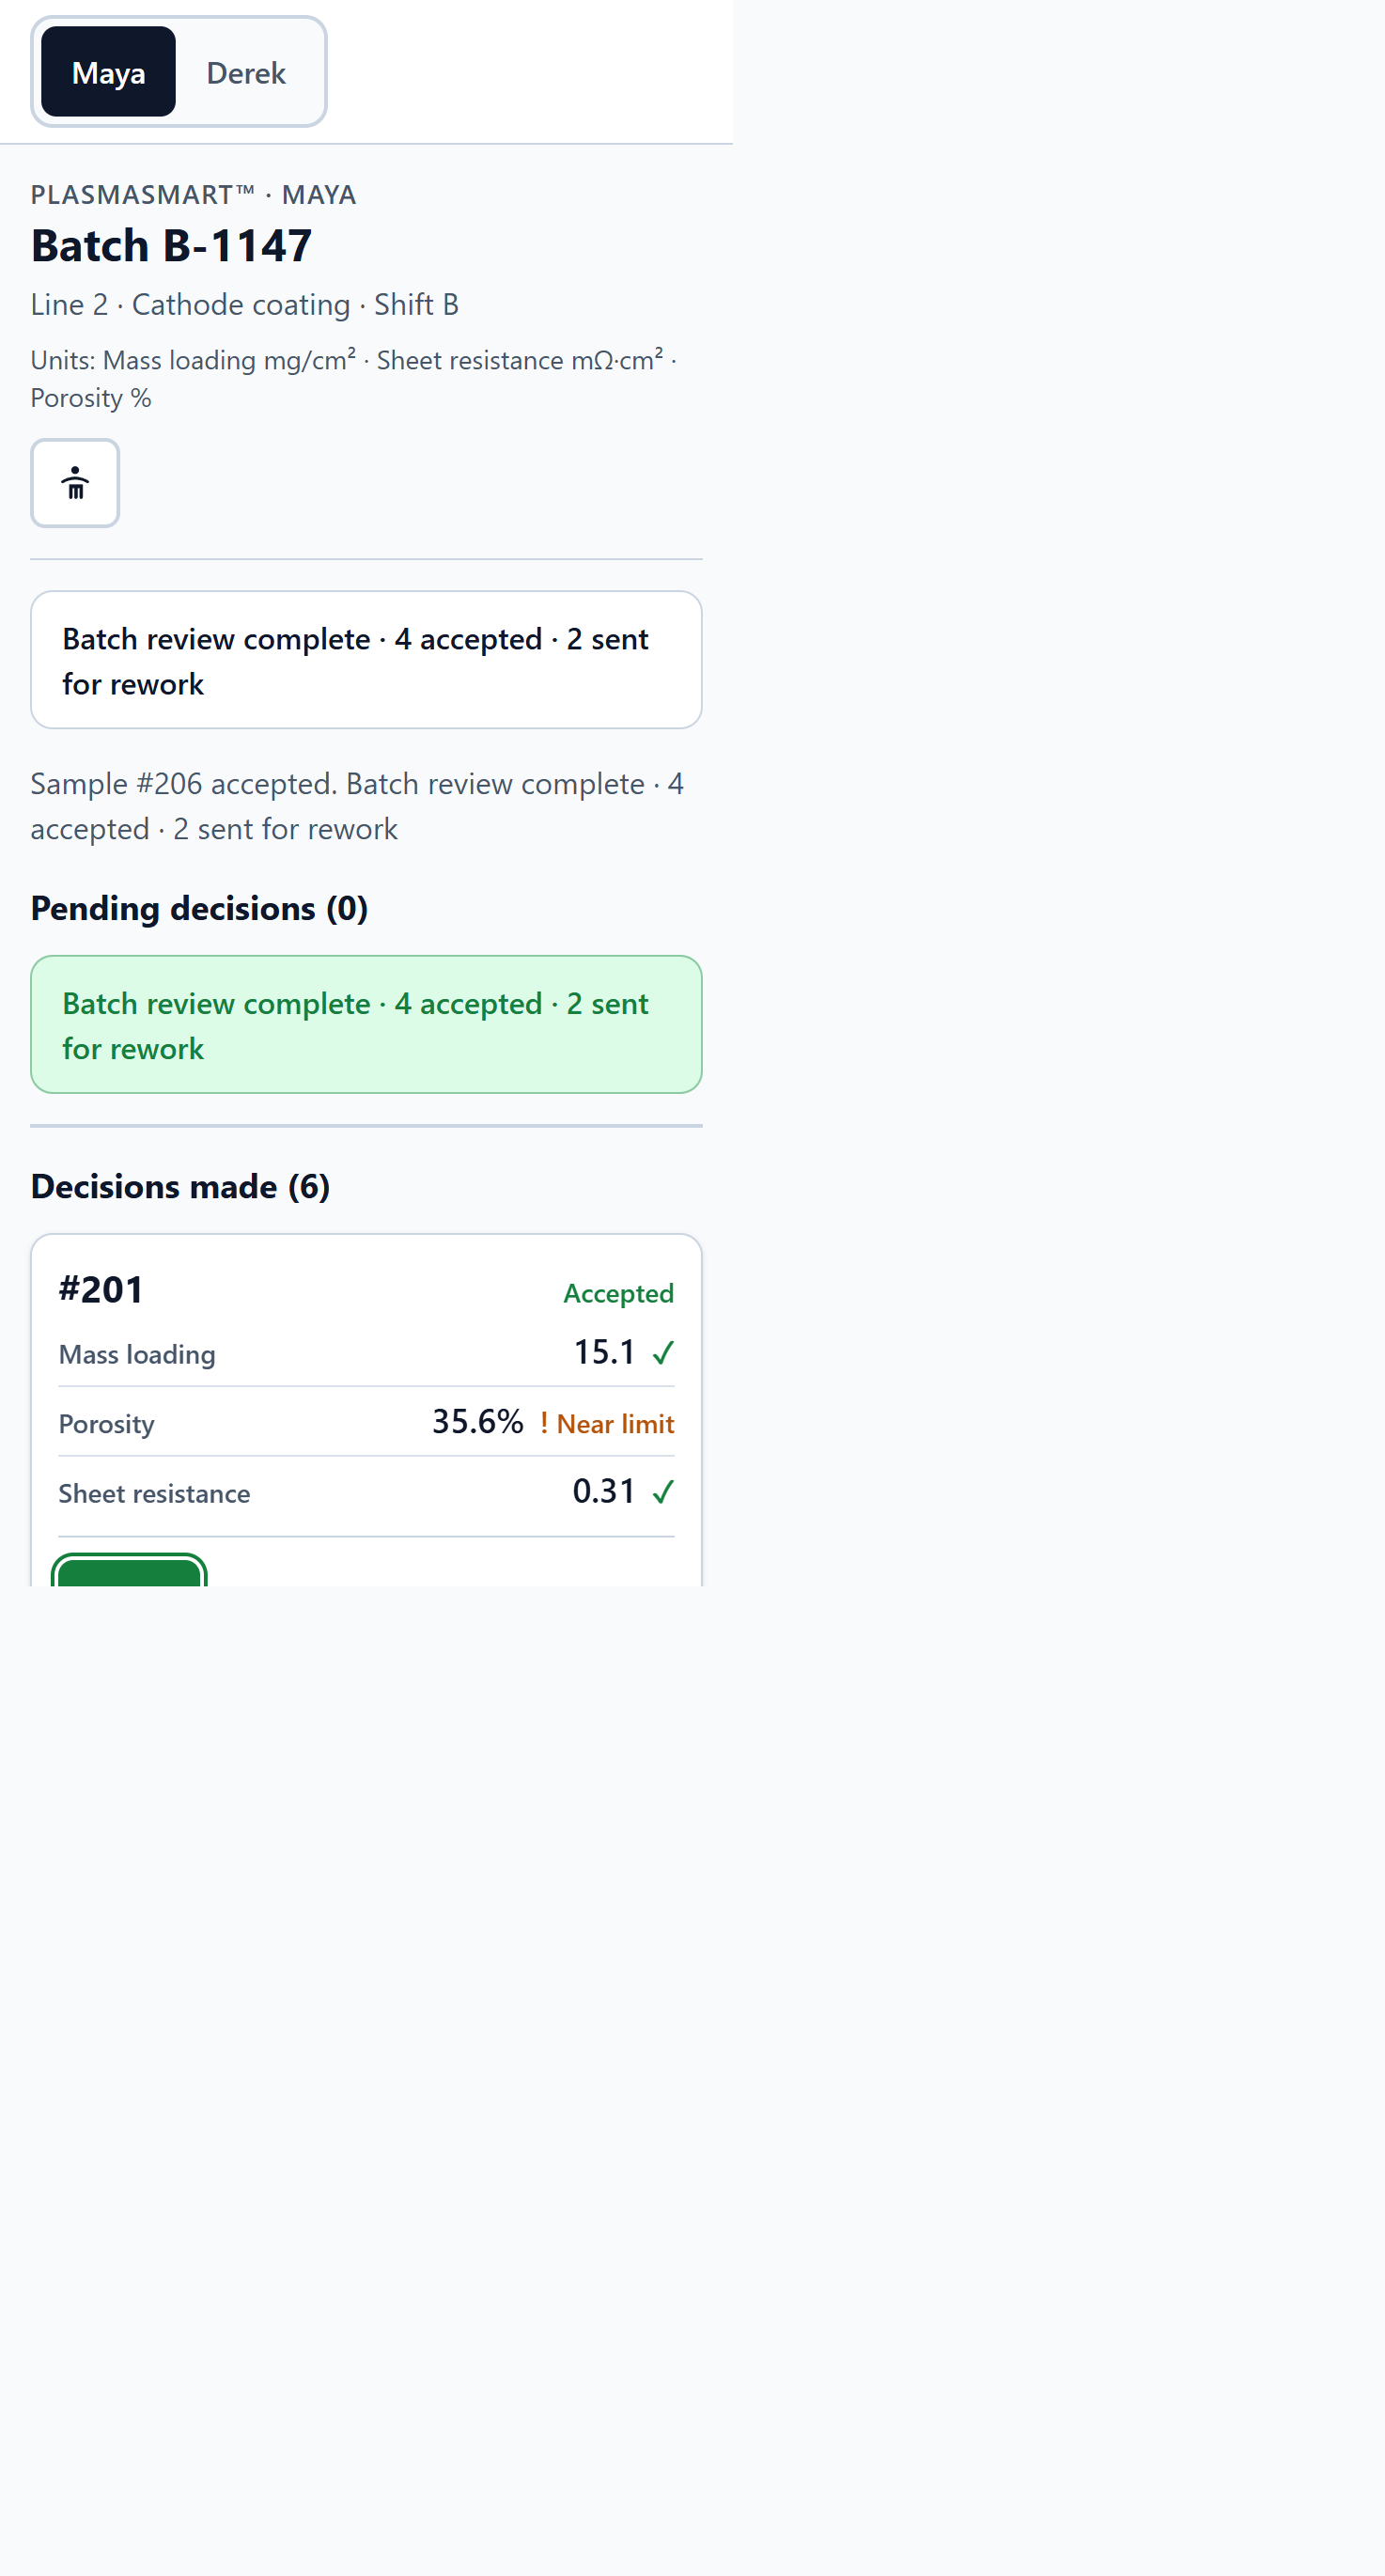 Maya
Derek
PLASMASMART™ · MAYA
Batch B-1147
Line 2 · Cathode coating · Shift B
Units: Mass loading mg/cm² · Sheet resistance mΩ·cm² ·
Porosity %
Batch review complete · 4 accepted · 2 sent
for rework
Sample #206 accepted. Batch review complete · 4
accepted · 2 sent for rework
Pending decisions (0)
Batch review complete · 4 accepted · 2 sent
for rework
Decisions made (6)
#201 Accepted
Mass loading 15.1 ✓
Porosity 35.6% ! Near limit
Sheet resistance 0.31 ✓